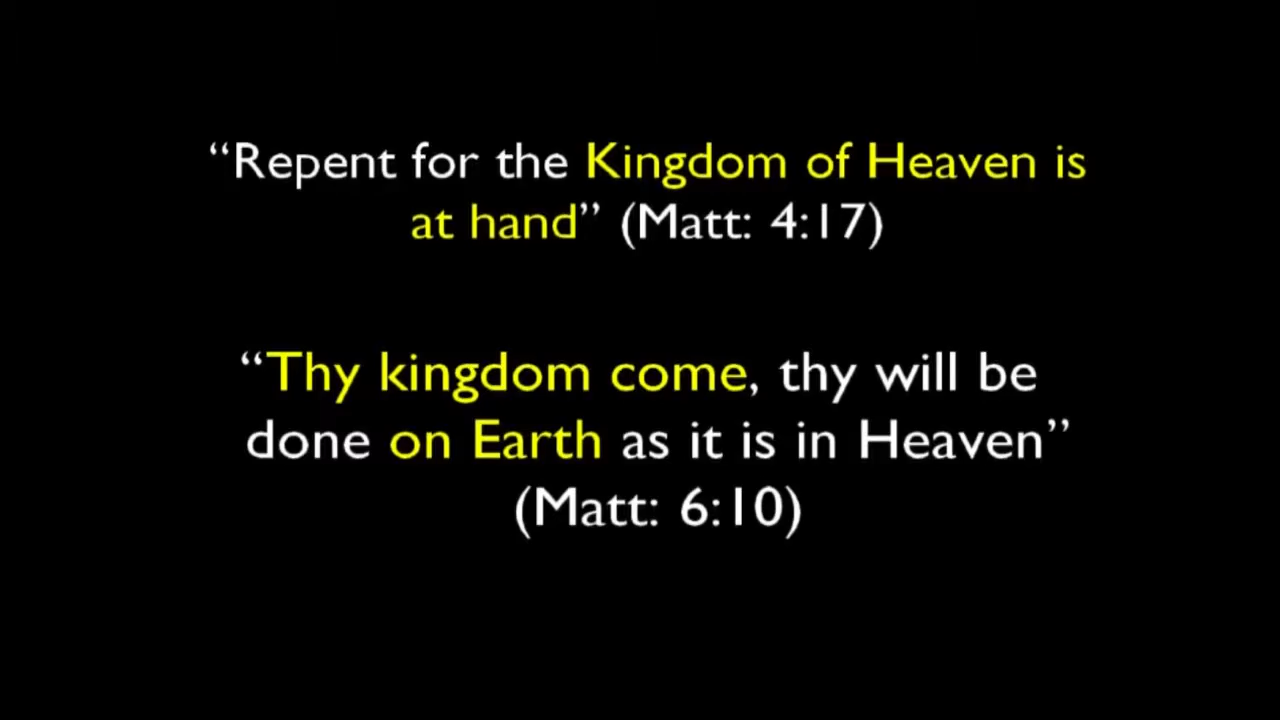 “Repent for the Kingdom of Heaven is
at hand” (Matt: 4:17)
“Thy kingdom come, thy will be
done on Earth as it is in Heaven”
(Matt: 6:10)